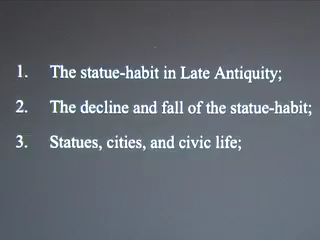 1. The statue-habit in Late Antiquity;
2. The decline and fall of the statue-habit;
3. Statues, cities, and civic life;